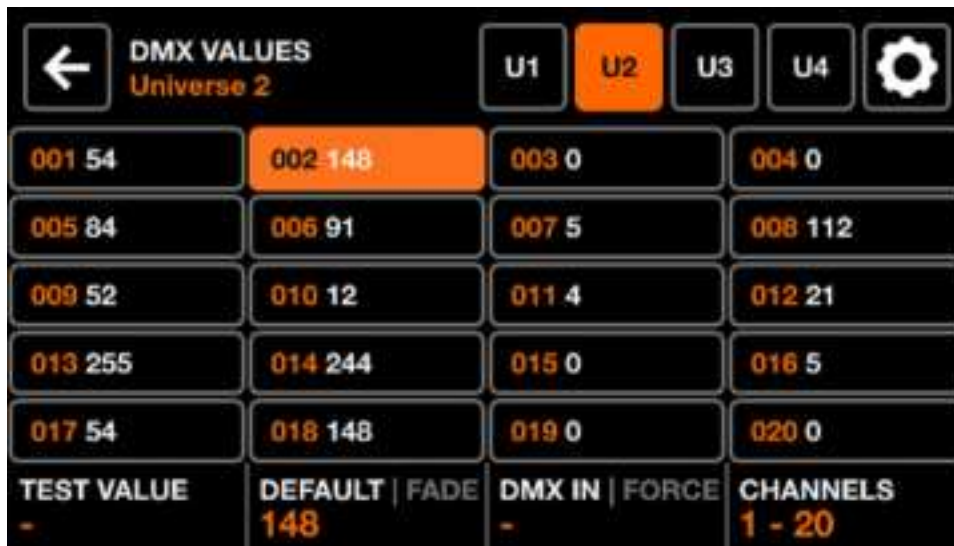 DMX VALUES
Universe 2
U1 U2 U3 U4
001 54 002 148 003 0 004 0
005 84 006 91 007 5 008 112
009 52 010 12 011 4 012 21
013 255 014 244 015 0 016 5
017 54 018 148 019 0 020 0
TEST VALUE DEFAULT | FADE DMX IN | FORCE CHANNELS
- 148 - 1 - 20